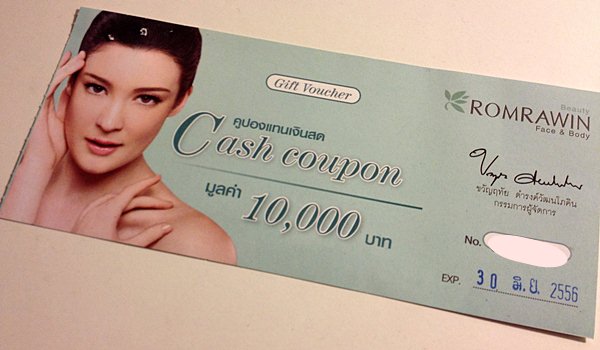 Gift Voucher
คูปองแทนเงินสด
Cash coupon
มูลค่า 10,000 บาท
Beauty
ROMRAWIN
Face & Body
ขวัญฤทัย ดำรงค์วัฒนโภคิน
กรรมการผู้จัดการ
No.
EXP. 30 มิ.ย. 2556